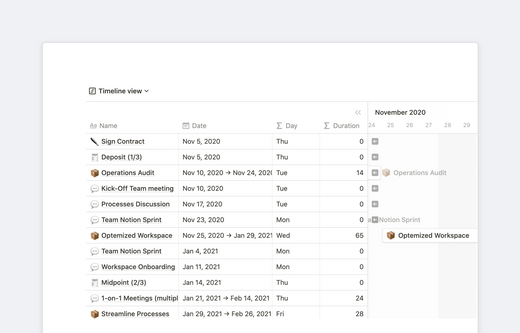 Timeline view
November 2020
Name Date Day Duration 24 25 26 27 28 29
Sign Contract Nov 5, 2020 Thu 0
Deposit (1/3) Nov 5, 2020 Thu 0
Operations Audit Nov 10, 2020 → Nov 24, 2020 Tue 14 Operations Audit
Kick-Off Team meeting Nov 10, 2020 Tue 0
Processes Discussion Nov 17, 2020 Tue 0
Team Notion Sprint Nov 23, 2020 Mon 0 Notion Sprint
Optemized Workspace Nov 25, 2020 → Jan 29, 2021 Wed 65 Optemized Workspace
Team Notion Sprint Jan 4, 2021 Mon 0
Workspace Onboarding Jan 11, 2021 Mon 0
Midpoint (2/3) Jan 14, 2021 Thu 0
1-on-1 Meetings (multipl Jan 21, 2021 → Feb 14, 2021 Thu 24
Streamline Processes Jan 29, 2021 → Feb 26, 2021 Fri 28